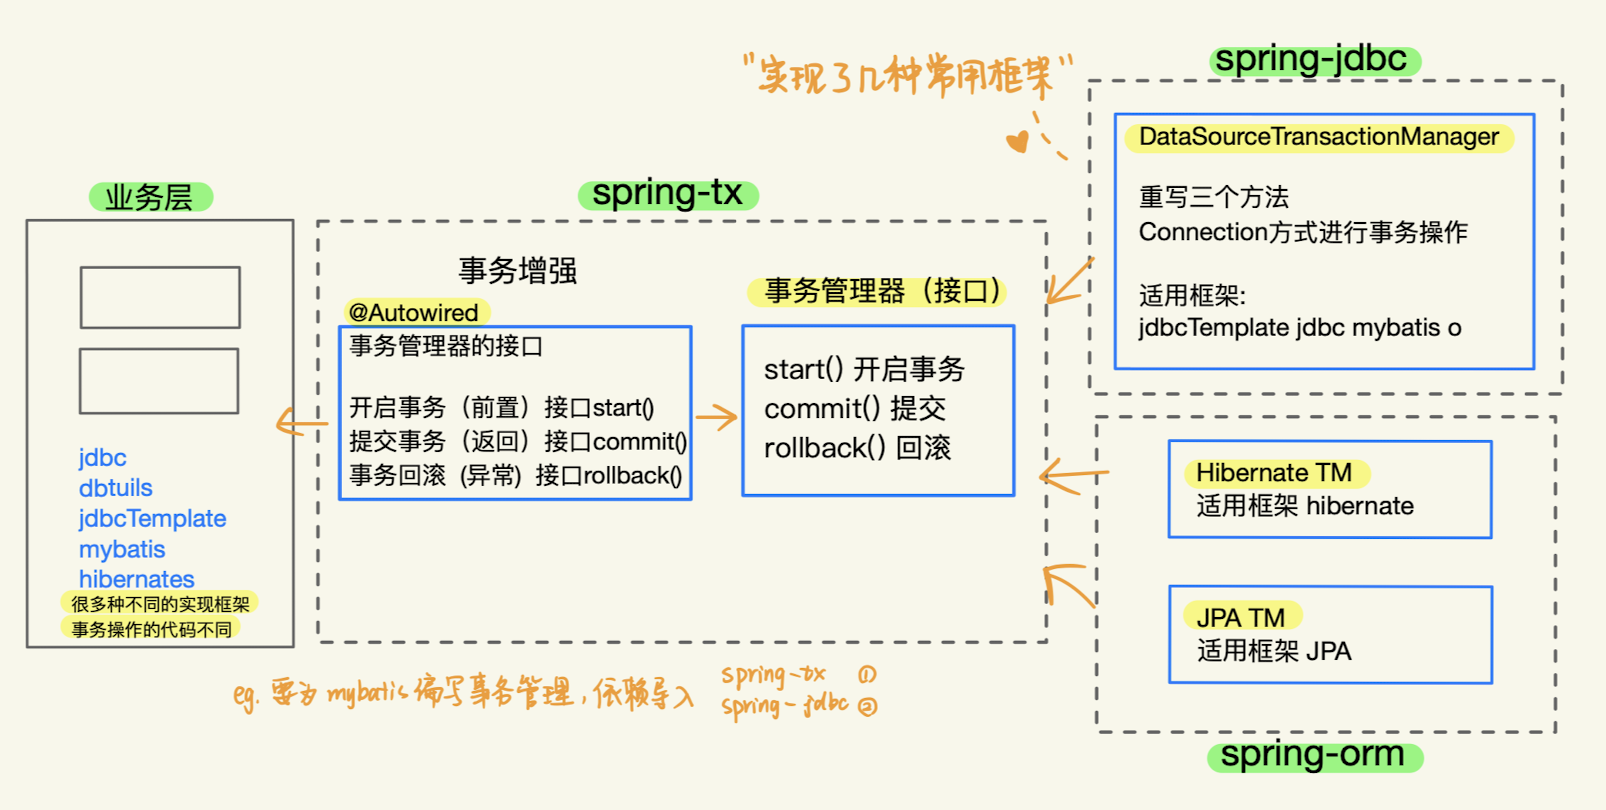 "实现了几种常用框架"
spring-jdbc
DataSourceTransactionManager
重写三个方法
Connection方式进行事务操作
适用框架:
jdbcTemplate jdbc mybatis o
业务层
jdbc
dbtuils
jdbcTemplate
mybatis
hibernates
很多种不同的实现框架
事务操作的代码不同
spring-tx
事务增强
@Autowired
事务管理器的接口
开启事务（前置）接口start()
提交事务（返回）接口commit()
事务回滚 (异常) 接口rollback()
事务管理器（接口）
start() 开启事务
commit() 提交
rollback() 回滚
Hibernate TM
适用框架 hibernate
JPA TM
适用框架 JPA
spring-orm
eg. 要为mybatis编写事务管理, 依赖导入
spring-tx ①
spring-jdbc ②